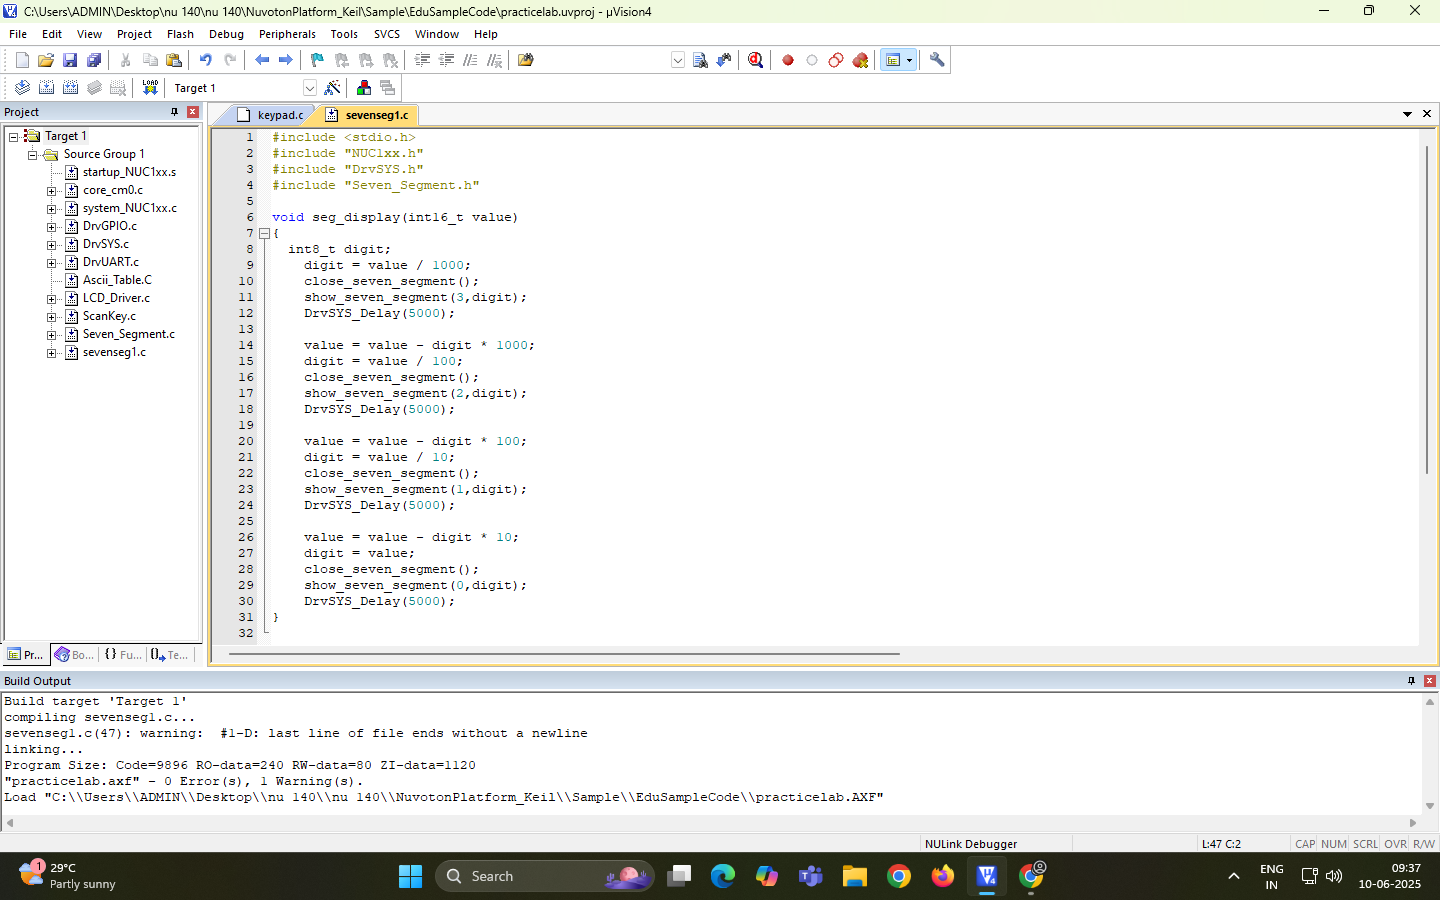 C:\Users\ADMIN\Desktop\nu 140\nu 140\NuvotonPlatform_Keil\Sample\EduSampleCode\practicelab.uvproj - µVision4
File Edit View Project Flash Debug Peripherals Tools SVCS Window Help
LOAD Target 1
Project
keypad.c sevenseg1.c
Target 1
Source Group 1
startup_NUC1xx.s
core_cm0.c
system_NUC1xx.c
DrvGPIO.c
DrvSYS.c
DrvUART.c
Ascii_Table.C
LCD_Driver.c
ScanKey.c
Seven_Segment.c
sevenseg1.c
Pr... Bo... {} Fu... Te...
1 #include <stdio.h>
2 #include "NUC1xx.h"
3 #include "DrvSYS.h"
4 #include "Seven_Segment.h"
5
6 void seg_display(int16_t value)
7 {
8 int8_t digit;
9 digit = value / 1000;
10 close_seven_segment();
11 show_seven_segment(3,digit);
12 DrvSYS_Delay(5000);
13
14 value = value - digit * 1000;
15 digit = value / 100;
16 close_seven_segment();
17 show_seven_segment(2,digit);
18 DrvSYS_Delay(5000);
19
20 value = value - digit * 100;
21 digit = value / 10;
22 close_seven_segment();
23 show_seven_segment(1,digit);
24 DrvSYS_Delay(5000);
25
26 value = value - digit * 10;
27 digit = value;
28 close_seven_segment();
29 show_seven_segment(0,digit);
30 DrvSYS_Delay(5000);
31 }
32
Build Output
Build target 'Target 1'
compiling sevenseg1.c...
sevenseg1.c(47): warning:  #1-D: last line of file ends without a newline
linking...
Program Size: Code=9896 RO-data=240 RW-data=80 ZI-data=1120
"practicelab.axf" - 0 Error(s), 1 Warning(s).
Load "C:\\Users\\ADMIN\\Desktop\\nu 140\\nu 140\\NuvotonPlatform_Keil\\Sample\\EduSampleCode\\practicelab.AXF"
NULink Debugger L:47 C:2 CAP NUM SCRL OVR R/W
1
29°C
Partly sunny
Search
ENG
IN
09:37
10-06-2025